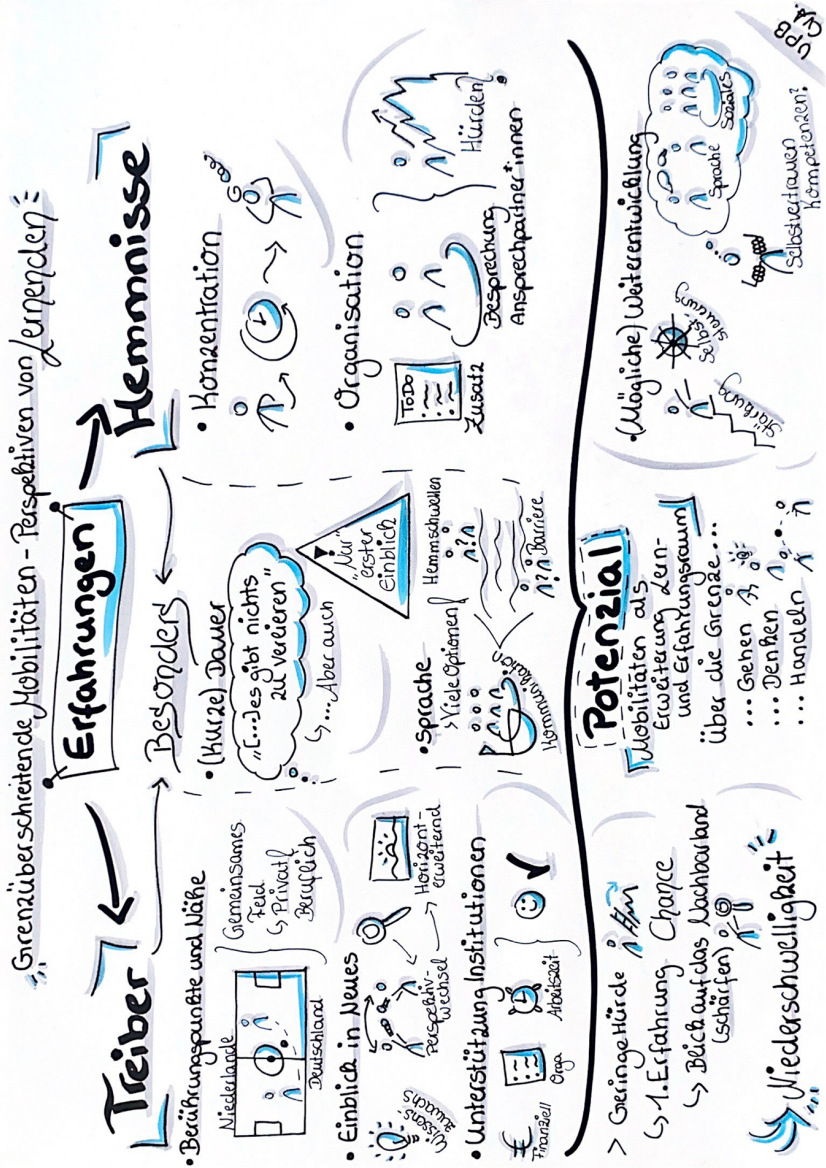 Grenzüberschreitende Mobilitäten - Perspektiven von Lernenden
Erfahrungen
Treiber
Besonders
Hemmnisse
• Berührungspunkte und Nähe
Niederlande
Deutschland
Gemeinsames
Feld
↳ Privat/
Beruflich
• Einblick in Neues
Wissens-
zuwachs
Perspektiv-
wechsel
Horizont-
erweiternd
• Unterstützung Institutionen
Finanziell
Orga
Arbeitszeit
• (Kurze) Dauer
"[...]es gibt nichts
zu verlieren"
↳ ... Aber auch
"Nur"
erster
Einblick
• Sprache
> Viele Optionen!
Kommunikation
Hemmschwellen
?
? Barriere
• Konzentration
• Organisation
ToDo
Zusatz
Besprechung
Ansprechpartner*innen
Hürden
> Geringe Hürde
↳ 1. Erfahrung Chance
↳ Blick auf das Nachbarland
(schärfen)
Niederschwelligkeit
Potenzial
Mobilitäten als
Erweiterung Lern-
und Erfahrungsraum
Über die Grenze...
... Gehen
... Denken
... Handeln
• (Mögliche) Weiterentwicklung
Stärkung
Selbst-
steuerung
Sprache
Soziales
Selbstvertrauen
Kompetenzen?
UPB